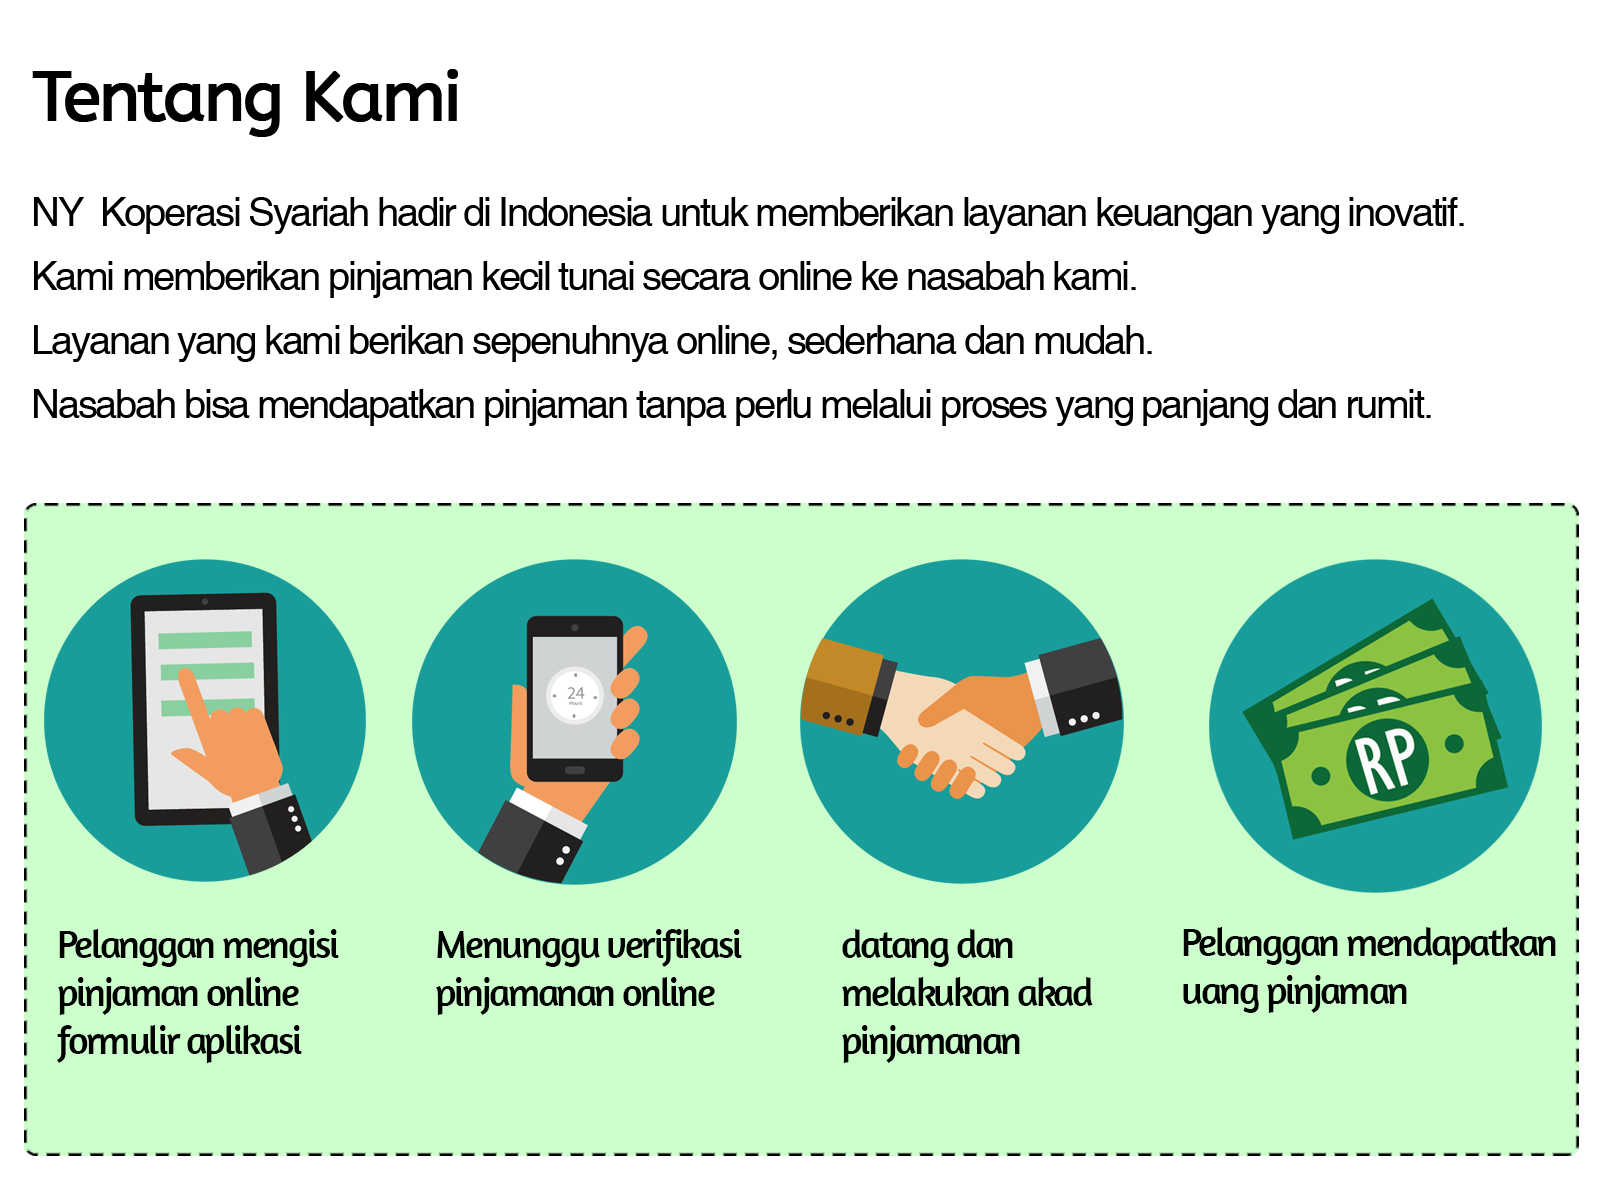 Tentang Kami
NY Koperasi Syariah hadir di Indonesia untuk memberikan layanan keuangan yang inovatif.
Kami memberikan pinjaman kecil tunai secara online ke nasabah kami.
Layanan yang kami berikan sepenuhnya online, sederhana dan mudah.
Nasabah bisa mendapatkan pinjaman tanpa perlu melalui proses yang panjang dan rumit.
24
Hours
RP
Pelanggan mengisi
pinjaman online
formulir aplikasi
Menunggu verifikasi
pinjamanan online
datang dan
melakukan akad
pinjamanan
Pelanggan mendapatkan
uang pinjaman